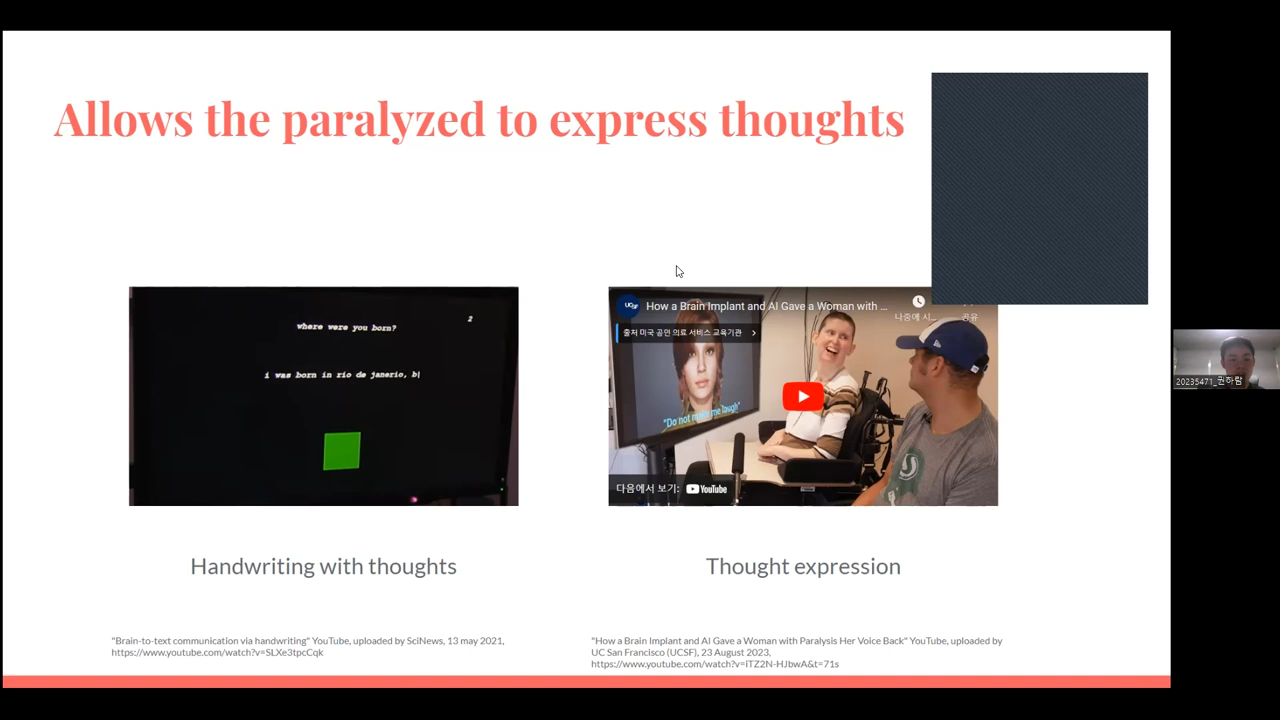 Allows the paralyzed to express thoughts
where were you born?
2
i was born in rio de janerio, b
UCSF
How a Brain Implant and AI Gave a Woman with ...
나중에 시...
공유
출처 미국 공인 의료 서비스 교육기관
"Do not make me laugh"
다음에서 보기: YouTube
20235471_권하람
Handwriting with thoughts
Thought expression
"Brain-to-text communication via handwriting" YouTube, uploaded by SciNews, 13 may 2021,
https://www.youtube.com/watch?v=SLXe3tpcCqk
"How a Brain Implant and AI Gave a Woman with Paralysis Her Voice Back" YouTube, uploaded by
UC San Francisco (UCSF), 23 August 2023,
https://www.youtube.com/watch?v=iTZ2N-HJbwA&t=71s